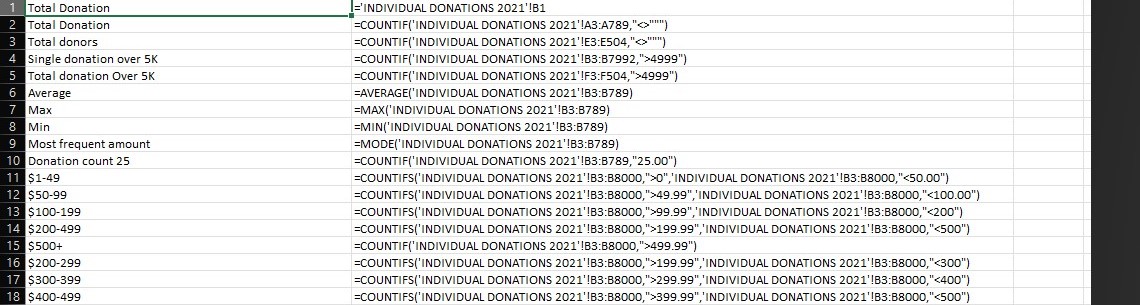 1 Total Donation ='INDIVIDUAL DONATIONS 2021'!B1
2 Total Donation =COUNTIF('INDIVIDUAL DONATIONS 2021'!A3:A789,"<>""")
3 Total donors =COUNTIF('INDIVIDUAL DONATIONS 2021'!E3:E504,"<>""")
4 Single donation over 5K =COUNTIF('INDIVIDUAL DONATIONS 2021'!B3:B7992,">4999")
5 Total donation Over 5K =COUNTIF('INDIVIDUAL DONATIONS 2021'!F3:F504,">4999")
6 Average =AVERAGE('INDIVIDUAL DONATIONS 2021'!B3:B789)
7 Max =MAX('INDIVIDUAL DONATIONS 2021'!B3:B789)
8 Min =MIN('INDIVIDUAL DONATIONS 2021'!B3:B789)
9 Most frequent amount =MODE('INDIVIDUAL DONATIONS 2021'!B3:B789)
10 Donation count 25 =COUNTIF('INDIVIDUAL DONATIONS 2021'!B3:B789,"25.00")
11 $1-49 =COUNTIFS('INDIVIDUAL DONATIONS 2021'!B3:B8000,">0",'INDIVIDUAL DONATIONS 2021'!B3:B8000,"<50.00")
12 $50-99 =COUNTIFS('INDIVIDUAL DONATIONS 2021'!B3:B8000,">49.99",'INDIVIDUAL DONATIONS 2021'!B3:B8000,"<100.00")
13 $100-199 =COUNTIFS('INDIVIDUAL DONATIONS 2021'!B3:B8000,">99.99",'INDIVIDUAL DONATIONS 2021'!B3:B8000,"<200")
14 $200-499 =COUNTIFS('INDIVIDUAL DONATIONS 2021'!B3:B8000,">199.99",'INDIVIDUAL DONATIONS 2021'!B3:B8000,"<500")
15 $500+ =COUNTIF('INDIVIDUAL DONATIONS 2021'!B3:B8000,">499.99")
16 $200-299 =COUNTIFS('INDIVIDUAL DONATIONS 2021'!B3:B8000,">199.99",'INDIVIDUAL DONATIONS 2021'!B3:B8000,"<300")
17 $300-399 =COUNTIFS('INDIVIDUAL DONATIONS 2021'!B3:B8000,">299.99",'INDIVIDUAL DONATIONS 2021'!B3:B8000,"<400")
18 $400-499 =COUNTIFS('INDIVIDUAL DONATIONS 2021'!B3:B8000,">399.99",'INDIVIDUAL DONATIONS 2021'!B3:B8000,"<500")